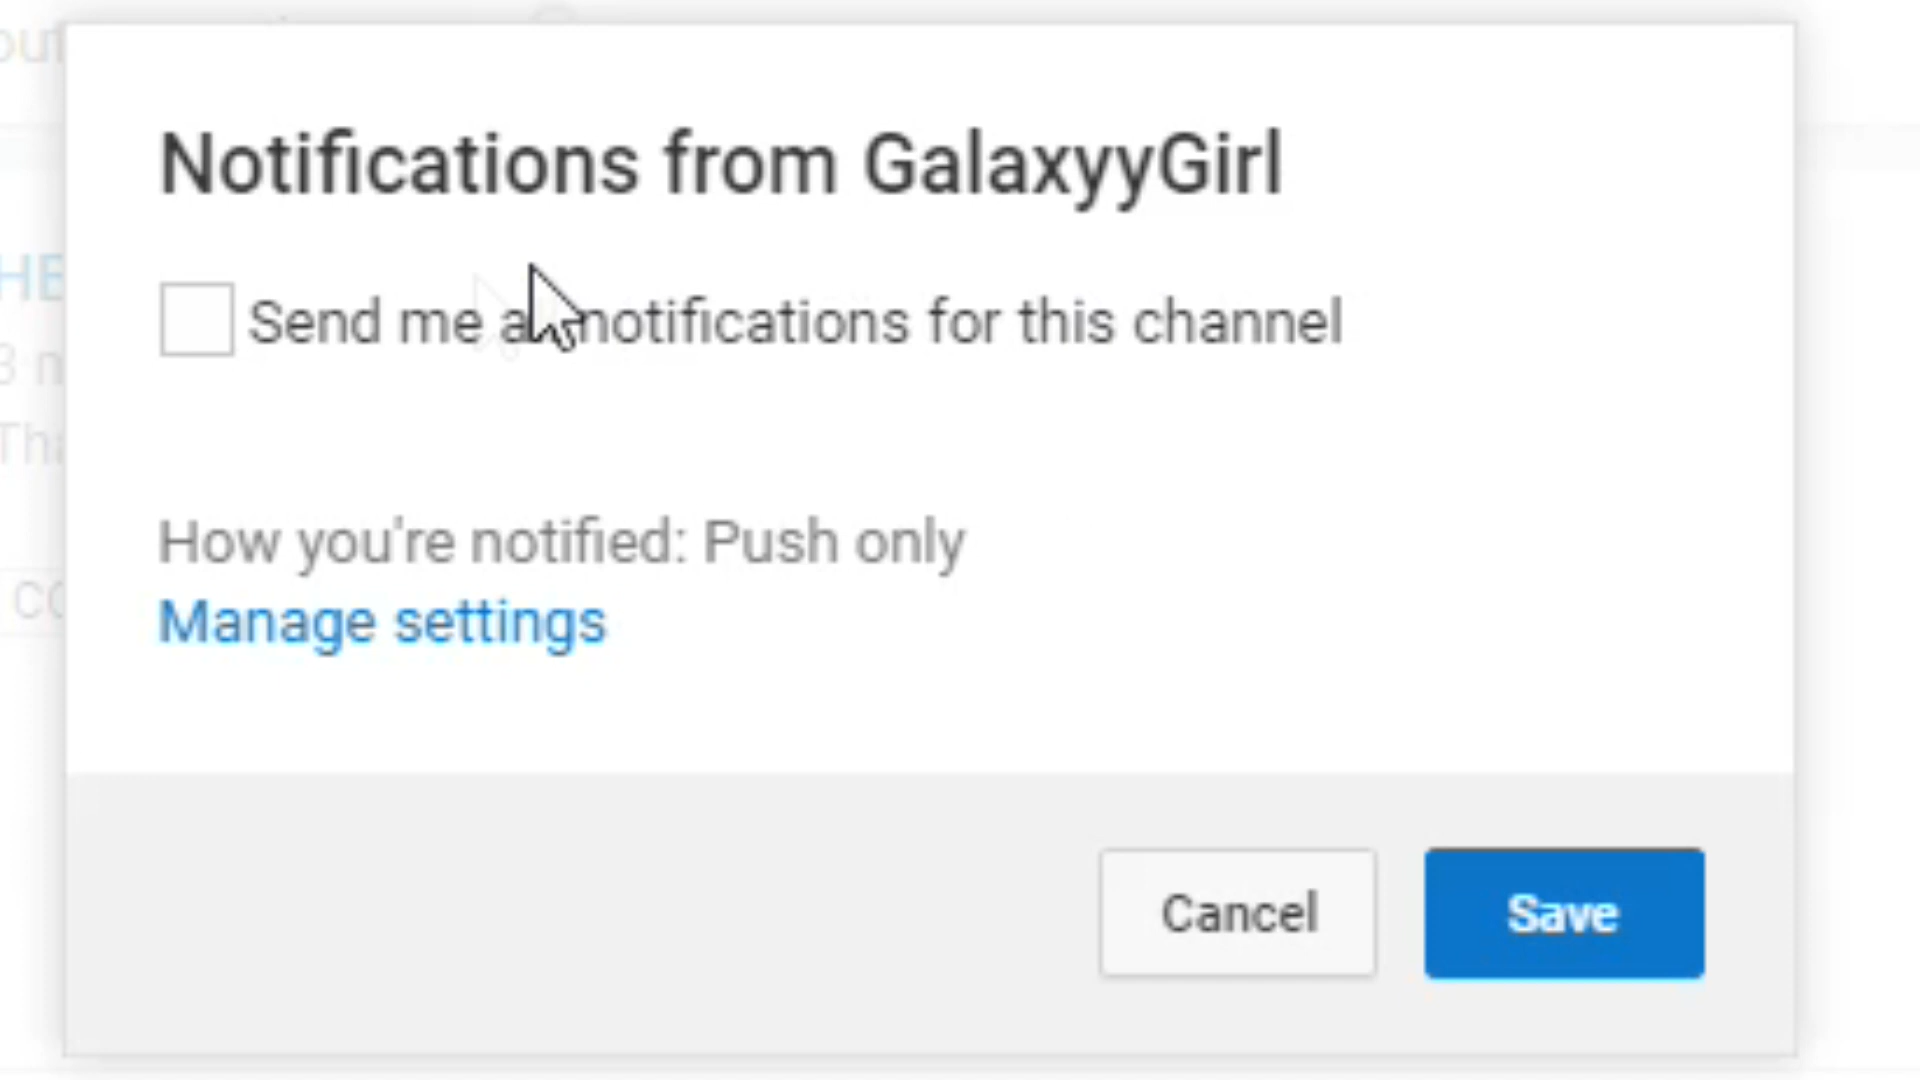 Notifications from GalaxyyGirl
Send me notifications for this channel
How you're notified: Push only
Manage settings
Cancel
Save